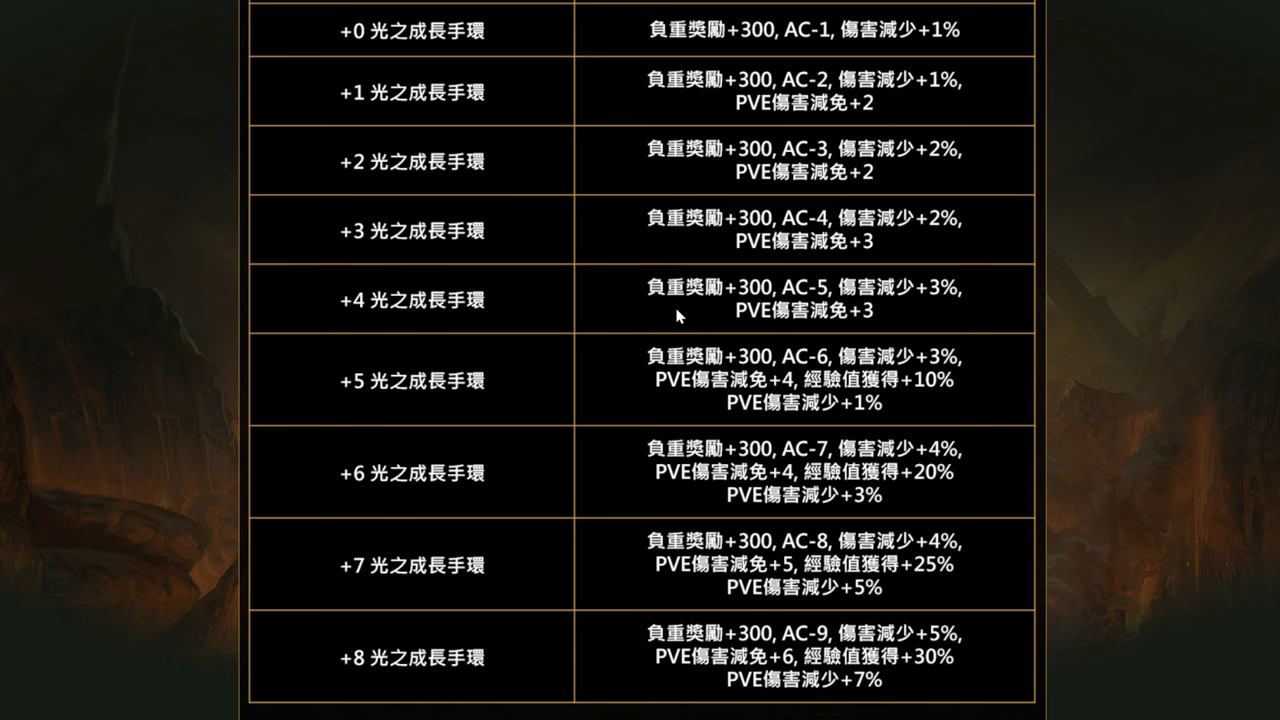 +0 光之成長手環
負重獎勵+300, AC-1, 傷害減少+1%
+1 光之成長手環
負重獎勵+300, AC-2, 傷害減少+1%,
PVE傷害減免+2
+2 光之成長手環
負重獎勵+300, AC-3, 傷害減少+2%,
PVE傷害減免+2
+3 光之成長手環
負重獎勵+300, AC-4, 傷害減少+2%,
PVE傷害減免+3
+4 光之成長手環
負重獎勵+300, AC-5, 傷害減少+3%,
PVE傷害減免+3
+5 光之成長手環
負重獎勵+300, AC-6, 傷害減少+3%,
PVE傷害減免+4, 經驗值獲得+10%
PVE傷害減少+1%
+6 光之成長手環
負重獎勵+300, AC-7, 傷害減少+4%,
PVE傷害減免+4, 經驗值獲得+20%
PVE傷害減少+3%
+7 光之成長手環
負重獎勵+300, AC-8, 傷害減少+4%,
PVE傷害減免+5, 經驗值獲得+25%
PVE傷害減少+5%
+8 光之成長手環
負重獎勵+300, AC-9, 傷害減少+5%,
PVE傷害減免+6, 經驗值獲得+30%
PVE傷害減少+7%